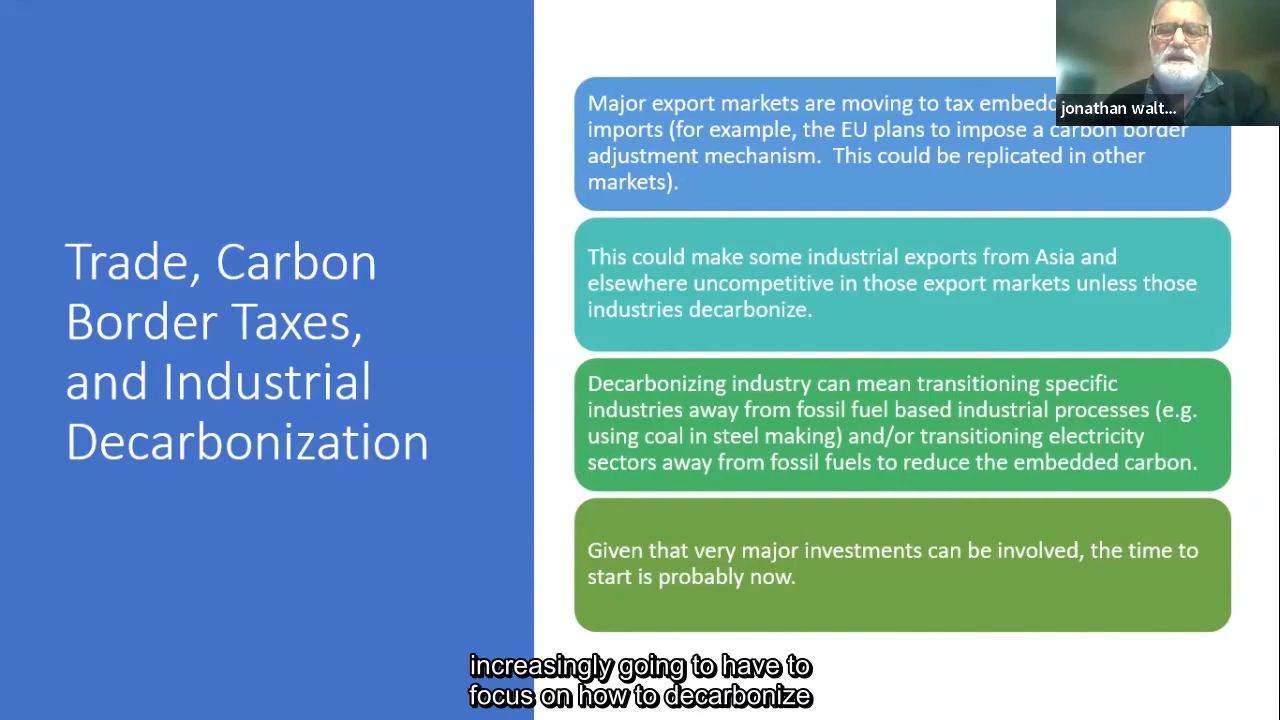 Trade, Carbon
Border Taxes,
and Industrial
Decarbonization
Major export markets are moving to tax
imports (for example, the EU plans to impose a carbon border
adjustment mechanism. This could be replicated in other
markets).
This could make some industrial exports from Asia and
elsewhere uncompetitive in those export markets unless those
industries decarbonize.
Decarbonizing industry can mean transitioning specific
industries away from fossil fuel based industrial processes (e.g.
using coal in steel making) and/or transitioning electricity
sectors away from fossil fuels to reduce the embedded carbon.
Given that very major investments can be involved, the time to
start is probably now.
jonathan walt...
increasingly going to have to
focus on how to decarbonize